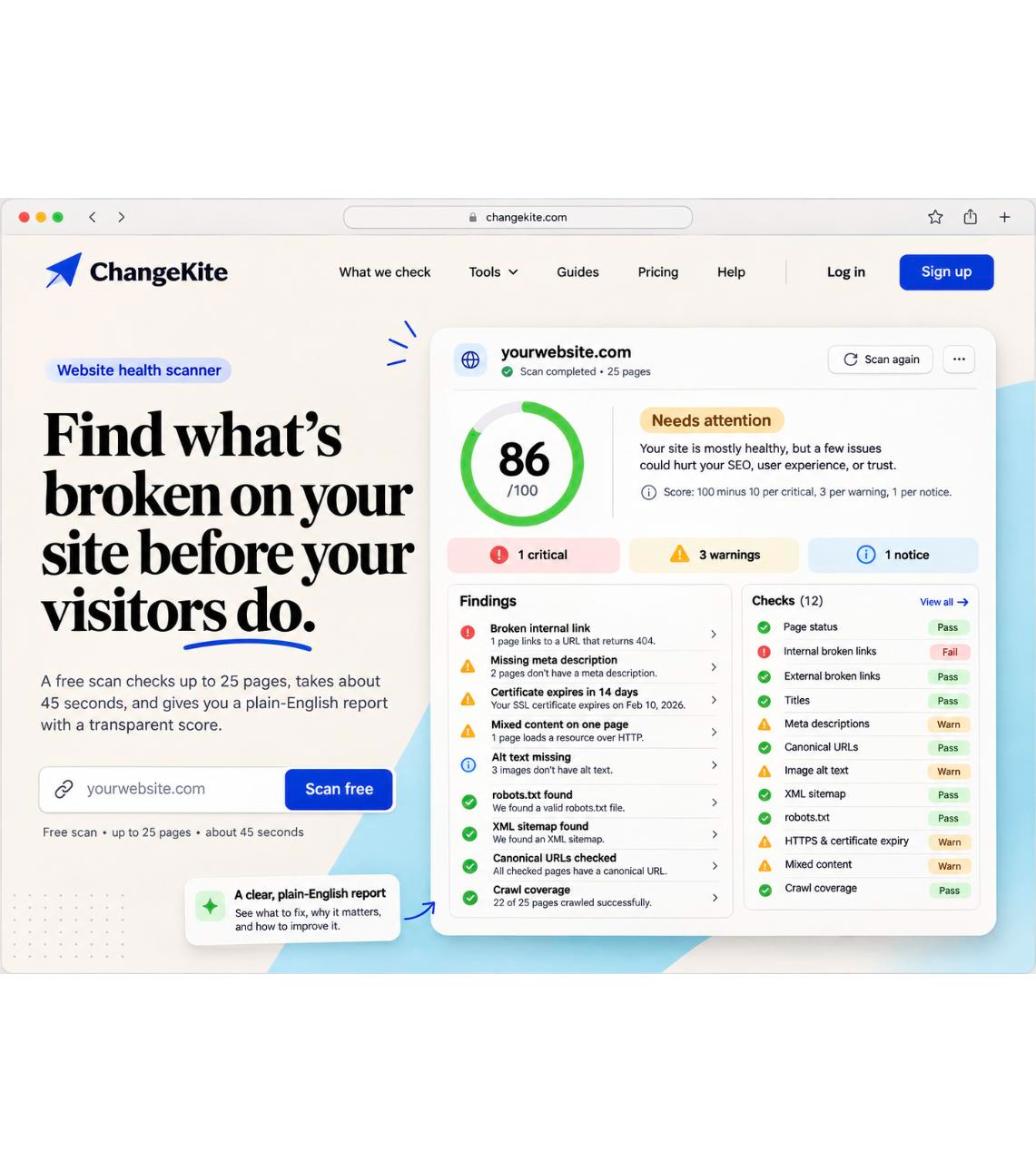 changekite.com
ChangeKite
What we check
Tools
Guides
Pricing
Help
Log in
Sign up
Website health scanner
Find what's
broken on your
site before your
visitors do.
A free scan checks up to 25 pages, takes about
45 seconds, and gives you a plain-English report
with a transparent score.
yourwebsite.com
Scan free
Free scan • up to 25 pages • about 45 seconds
A clear, plain-English report
See what to fix, why it matters,
and how to improve it.
yourwebsite.com
Scan completed • 25 pages
Scan again
86
/100
Needs attention
Your site is mostly healthy, but a few issues
could hurt your SEO, user experience, or trust.
Score: 100 minus 10 per critical, 3 per warning, 1 per notice.
1 critical
3 warnings
1 notice
Findings
Broken internal link
1 page links to a URL that returns 404.
Missing meta description
2 pages don't have a meta description.
Certificate expires in 14 days
Your SSL certificate expires on Feb 10, 2026.
Mixed content on one page
1 page loads a resource over HTTP.
Alt text missing
3 images don't have alt text.
robots.txt found
We found a valid robots.txt file.
XML sitemap found
We found an XML sitemap.
Canonical URLs checked
All checked pages have a canonical URL.
Crawl coverage
22 of 25 pages crawled successfully.
Checks (12)
View all
Page status Pass
Internal broken links Fail
External broken links Pass
Titles Pass
Meta descriptions Warn
Canonical URLs Pass
Image alt text Warn
XML sitemap Pass
robots.txt Pass
HTTPS & certificate expiry Warn
Mixed content Warn
Crawl coverage Pass